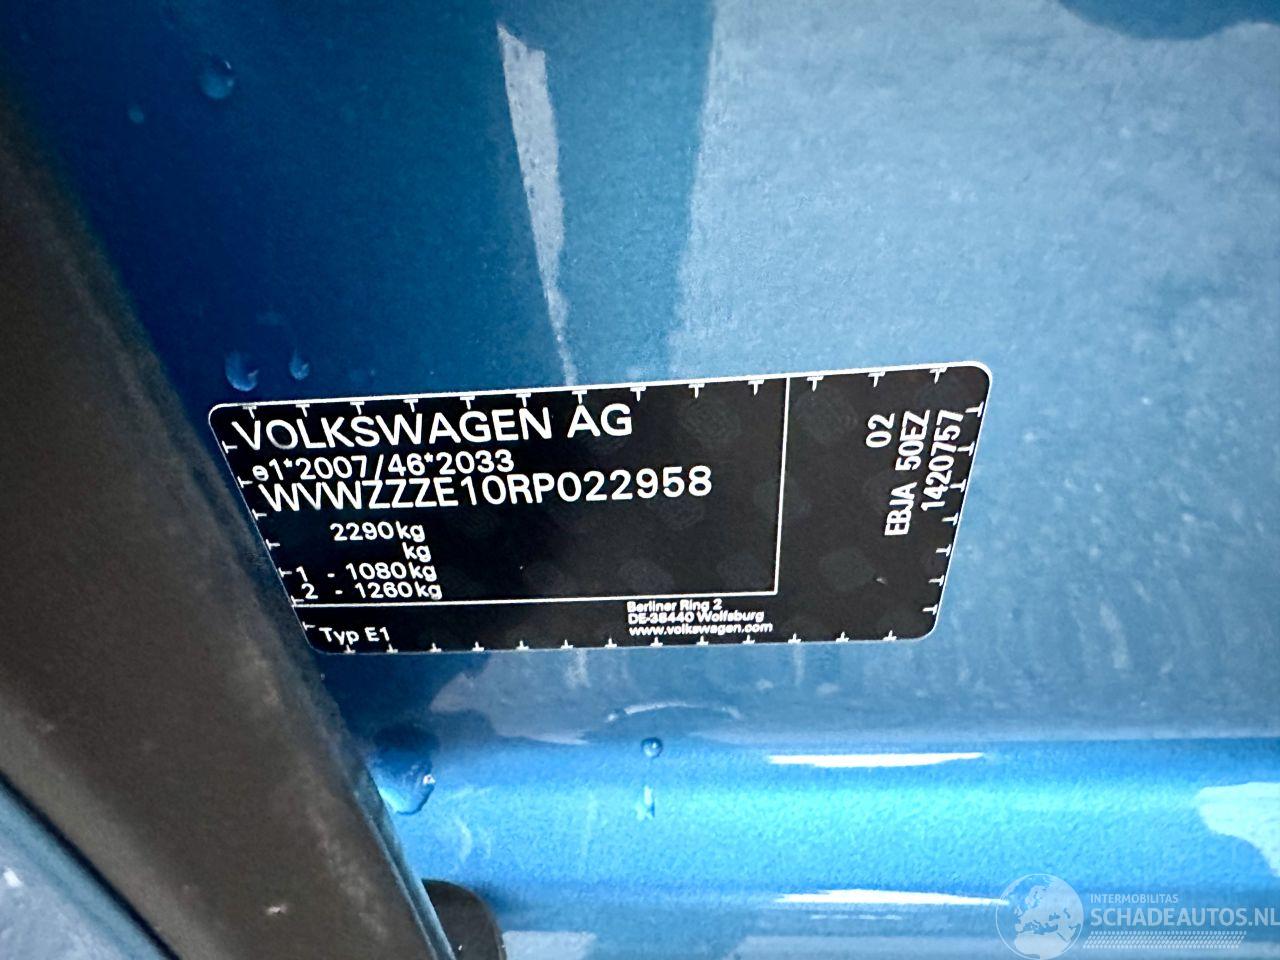 VOLKSWAGEN AG
e1*2007/46*2033
WVWZZZE10RP022958
2290kg
kg
1 - 1080kg
2 - 1260kg
Typ E1
Berliner Ring 2
DE-38440 Wolfsburg
www.volkswagen.com
02
EBJA 50EZ
1420757
INTERMOBILITAS
SCHADEAUTOS.NL